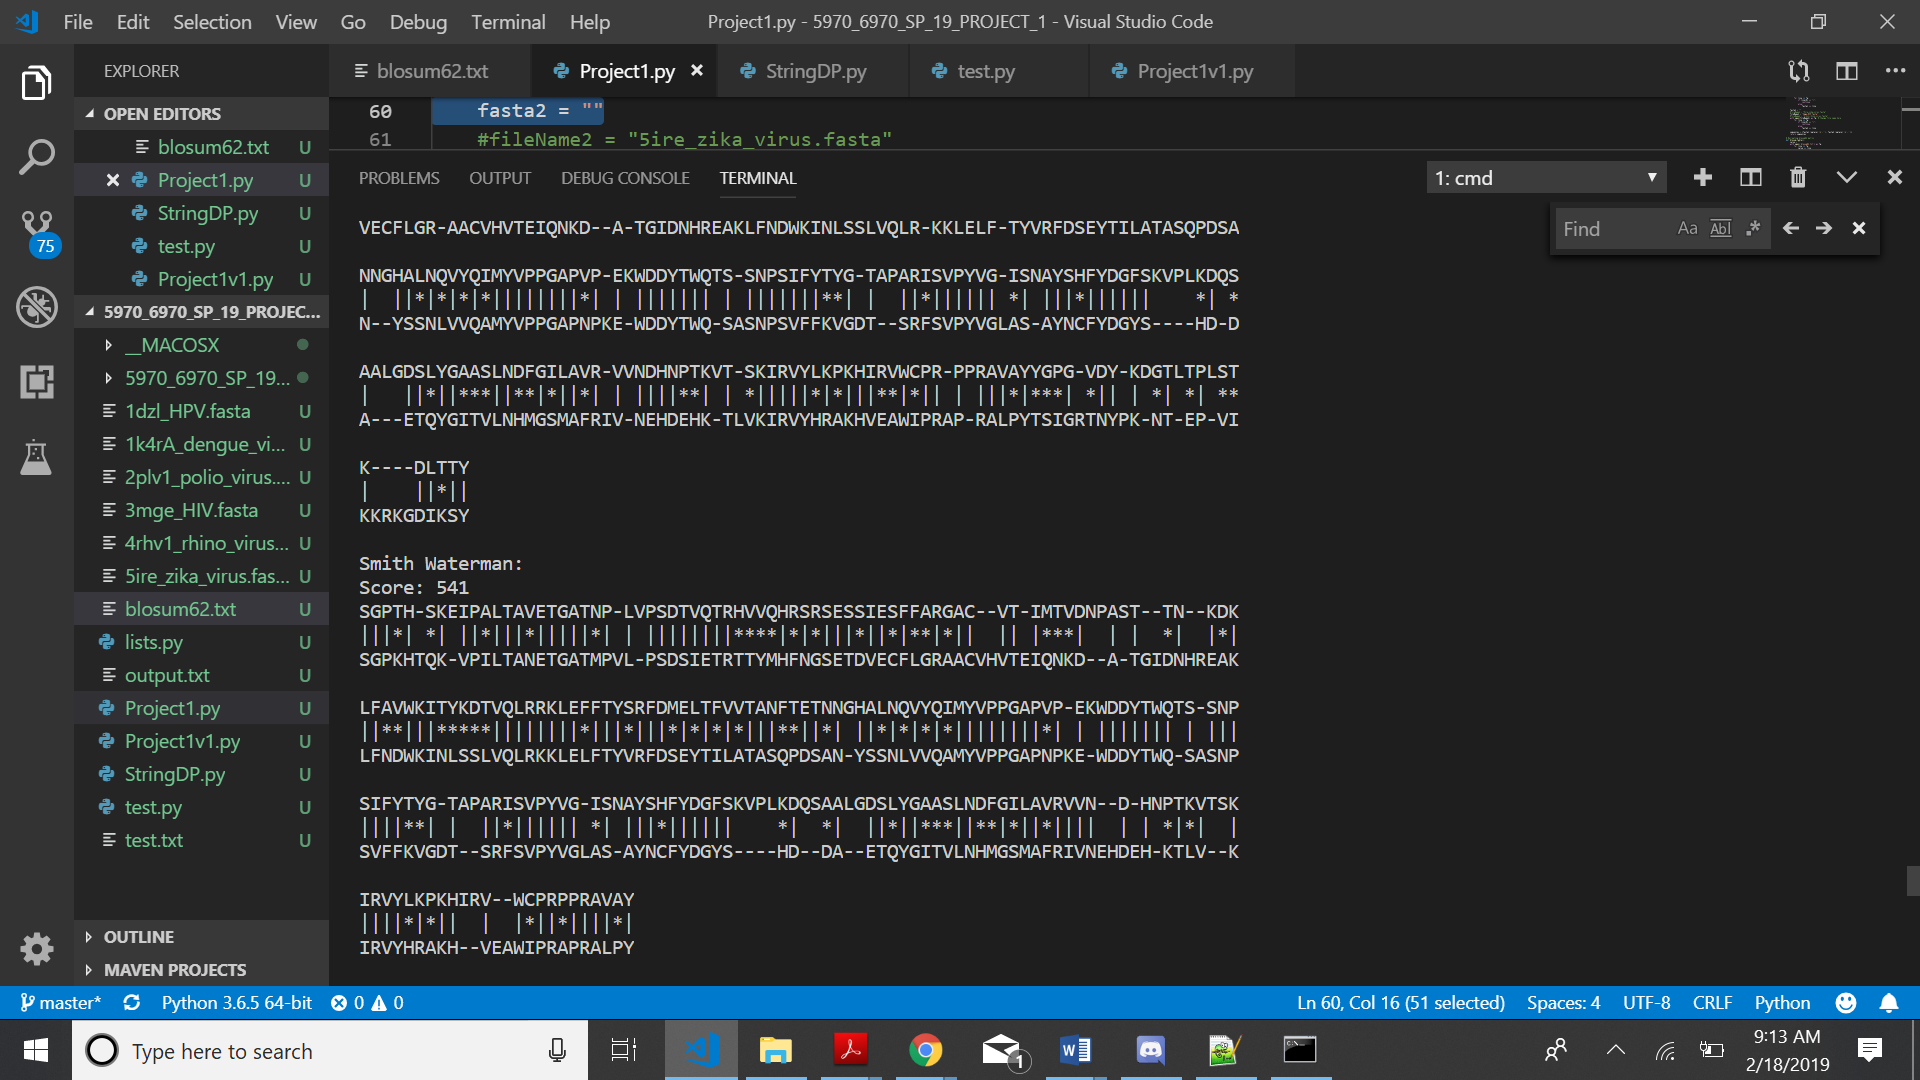 File Edit Selection View Go Debug Terminal Help
Project1.py - 5970_6970_SP_19_PROJECT_1 - Visual Studio Code
EXPLORER
OPEN EDITORS
blosum62.txt U
Project1.py U
StringDP.py U
test.py U
Project1v1.py U
5970_6970_SP_19_PROJEC...
__MACOSX
5970_6970_SP_19...
1dzl_HPV.fasta U
1k4rA_dengue_vi... U
2plv1_polio_virus.... U
3mge_HIV.fasta U
4rhv1_rhino_virus... U
5ire_zika_virus.fas... U
blosum62.txt U
lists.py U
output.txt U
Project1.py U
Project1v1.py U
StringDP.py U
test.py U
test.txt U
OUTLINE
MAVEN PROJECTS
75
blosum62.txt Project1.py StringDP.py test.py Project1v1.py
60 fasta2 = ""
61 #fileName2 = "5ire_zika_virus.fasta"
PROBLEMS OUTPUT DEBUG CONSOLE TERMINAL
1: cmd
Find Aa Abl .*
VECFLGR-AACVHVTEIQNKD--A-TGIDNHREAKLFNDWKINLSSLVQLR-KKLELF-TYVRFDSEYTILATASQPDSA
NNGHALNQVYQIMYVPPGAPVP-EKWDDYTWQTS-SNPSIFYTYG-TAPARISVPYVG-ISNAYSHFYDGFSKVPLKDQS
|  ||*|*|*|*|||||||||*| | ||||||| | |||||||**| |  ||*|||||| *| |||*||||||    *| *
N--YSSNLVVQAMYVPPGAPNPKE-WDDYTWQ-SASNPSVFFKVGDT--SRFSVPYVGLAS-AYNCFYDGYS----HD-D
AALGDSLYGAASLNDFGILAVR-VVNDHNPTKVT-SKIRVYLKPKHIRVWCPR-PPRAVAYYGPG-VDY-KDGTLTPLST
|   ||*||***||**|*||*| | ||||**| | *|||||*|*|||**|*|| | |||*|***| *|| | *| *| **
A---ETQYGITVLNHMGSMAFRIV-NEHDEHK-TLVKIRVYHRAKHVEAWIPRAP-RALPYTSIGRTNYPK-NT-EP-VI
K----DLTTY
|    ||*||
KKRKGDIKSY
Smith Waterman:
Score: 541
SGPTH-SKEIPALTAVETGATNP-LVPSDTVQTRHVVQHRSRSESSIESFFARGAC--VT-IMTVDNPAST--TN--KDK
|||*| *| ||*|||*|||||*| | ||||||||****|*|*|||*||*|**|*||  || |***|  | |  *|  |*|
SGPKHTQK-VPILTANETGATMPVL-PSDSIETRTTYMHFNGSETDVECFLGRAACVHVTEIQNKD--A-TGIDNHREAK
LFAVWKITYKDTVQLRRKLEFFTYSRFDMELTFVVTANFTETNNGHALNQVYQIMYVPPGAPVP-EKWDDYTWQTS-SNP
||**|||*****||||||||*|||*|||*|*|*|*|||**||*| ||*|*|*|*||||||||*| | ||||||| | |||
LFNDWKINLSSLVQLRKKLELFTYVRFDSEYTILATASQPDSAN-YSSNLVVQAMYVPPGAPNPKE-WDDYTWQ-SASNP
SIFYTYG-TAPARISVPYVG-ISNAYSHFYDGFSKVPLKDQSAALGDSLYGAASLNDFGILAVRVVN--D-HNPTKVTSK
||||**| |  ||*|||||| *| |||*||||||    *|  *|  ||*||***||**|*||*||||  | | *|*|  |
SVFFKVGDT--SRFSVPYVGLAS-AYNCFYDGYS----HD--DA--ETQYGITVLNHMGSMAFRIVNEHDEH-KTLV--K
IRVYLKPKHIRV--WCPRPPRAVAY
||||*|*||  |  |*||*||||*|
IRVYHRAKH--VEAWIPRAPRALPY
master* Python 3.6.5 64-bit 0 0
Ln 60, Col 16 (51 selected) Spaces: 4 UTF-8 CRLF Python
Type here to search
1
9:13 AM
2/18/2019